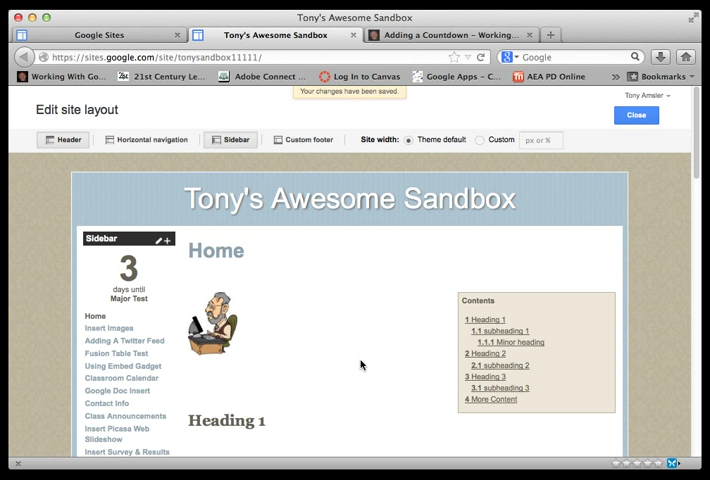 Tony's Awesome Sandbox
Google Sites
Tony's Awesome Sandbox
Adding a Countdown - Working...
https://sites.google.com/site/tonysandbox11111/
Google
Working With Go...
21st Century Le...
Adobe Connect ...
Log In to Canvas
Google Apps - C...
AEA PD Online
Bookmarks
Your changes have been saved.
Tony Amsler
Edit site layout
Close
Header
Horizontal navigation
Sidebar
Custom footer
Site width:
Theme default
Custom
px or %
Tony's Awesome Sandbox
Sidebar
3
days until
Major Test
Home
Insert Images
Adding A Twitter Feed
Fusion Table Test
Using Embed Gadget
Classroom Calendar
Google Doc Insert
Contact Info
Class Announcements
Insert Picasa Web
Slideshow
Insert Survey & Results
Home
Contents
1 Heading 1
1.1 subheading 1
1.1.1 Minor heading
2 Heading 2
2.1 subheading 2
3 Heading 3
3.1 subheading 3
4 More Content
Heading 1